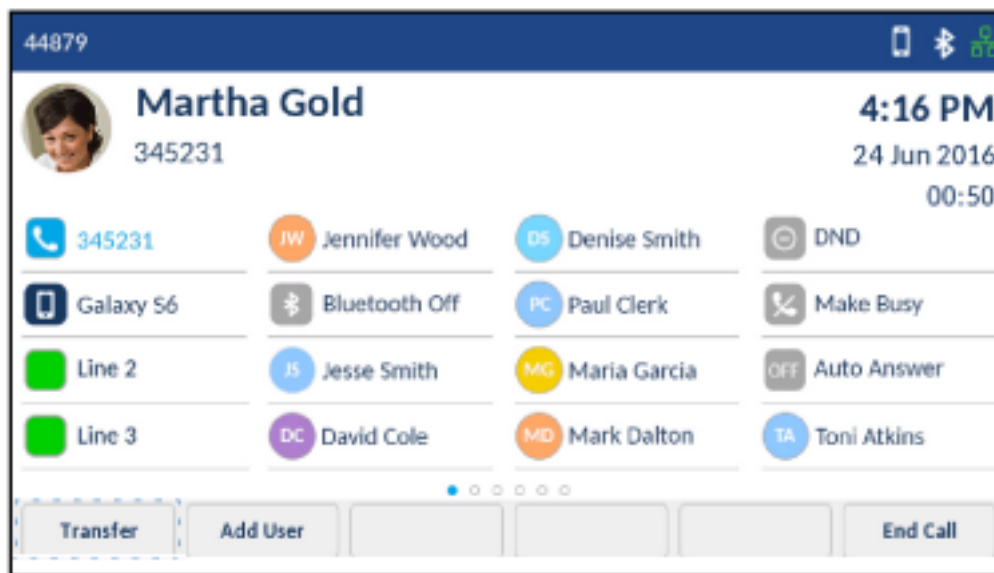 44879
Martha Gold
345231
4:16 PM
24 Jun 2016
00:50
345231
JW Jennifer Wood
DS Denise Smith
DND
Galaxy S6
Bluetooth Off
PC Paul Clerk
Make Busy
Line 2
JS Jesse Smith
MG Maria Garcia
OFF Auto Answer
Line 3
DC David Cole
MD Mark Dalton
TA Toni Atkins
Transfer
Add User
End Call